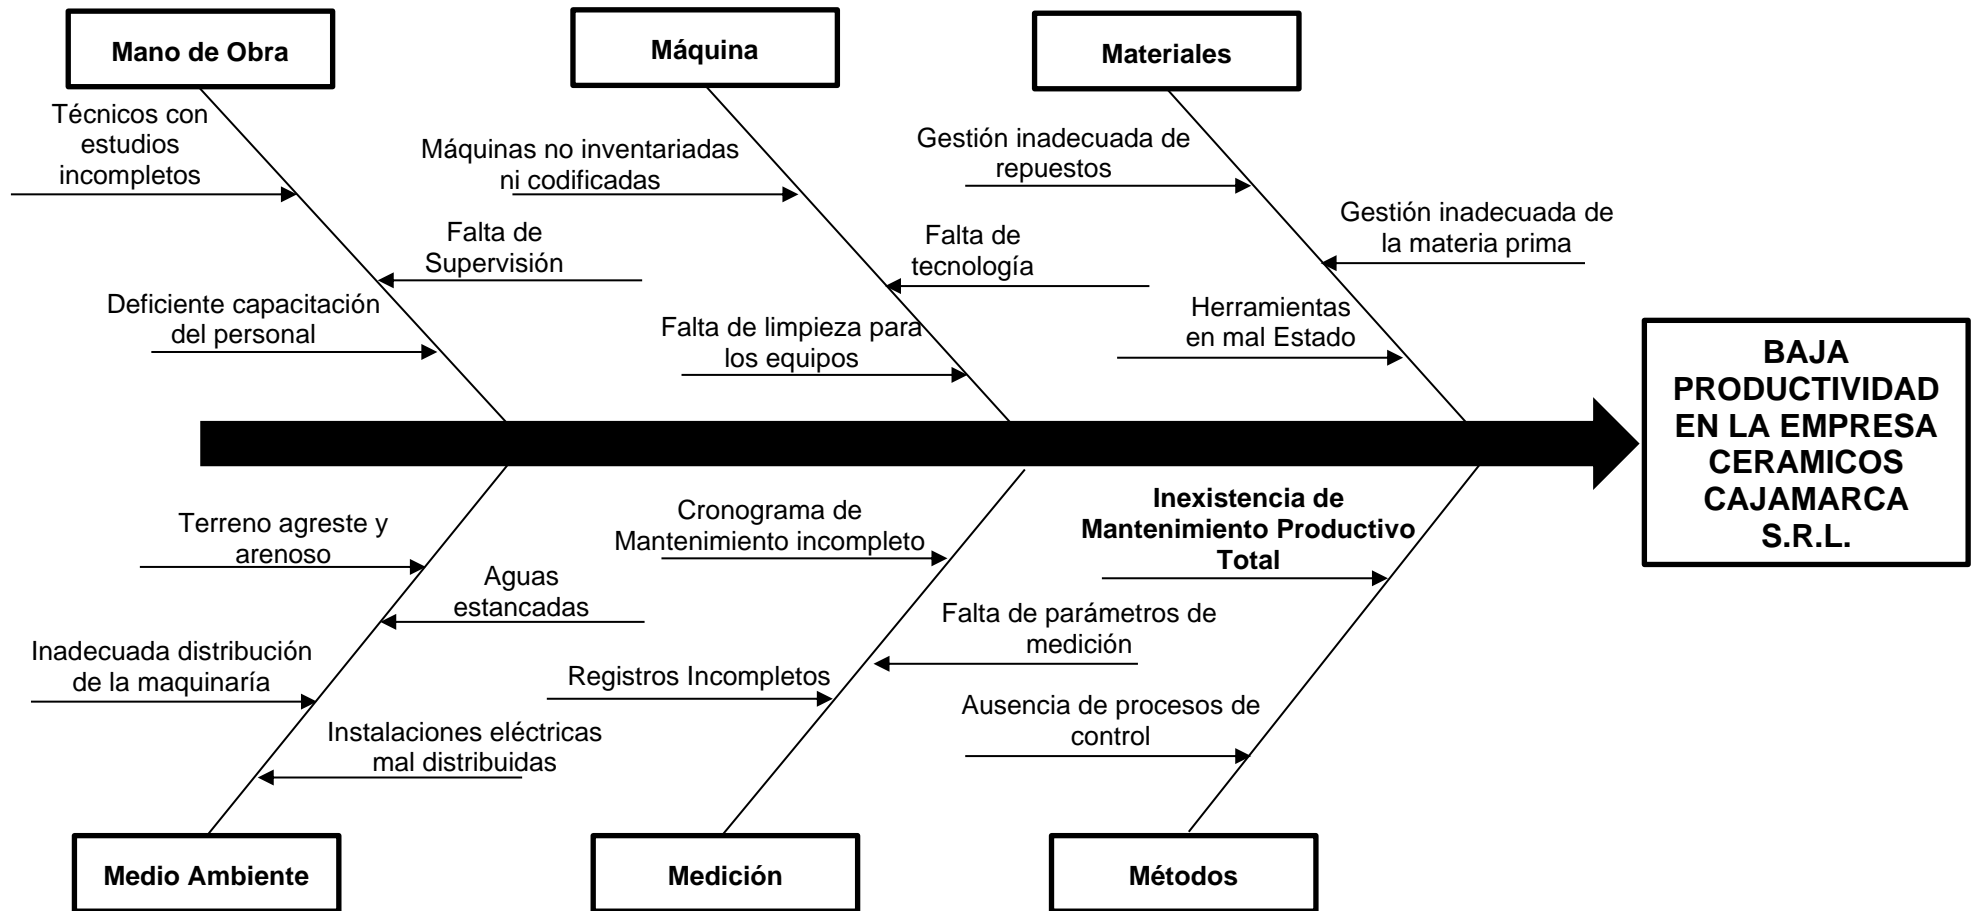 Mano de Obra
Máquina
Materiales
Técnicos con
estudios
incompletos
Falta de
Supervisión
Deficiente capacitación
del personal
Máquinas no inventariadas
ni codificadas
Falta de
tecnología
Falta de limpieza para
los equipos
Gestión inadecuada de
repuestos
Gestión inadecuada de
la materia prima
Herramientas
en mal Estado
BAJA
PRODUCTIVIDAD
EN LA EMPRESA
CERAMICOS
CAJAMARCA
S.R.L.
Terreno agreste y
arenoso
Aguas
estancadas
Inadecuada distribución
de la maquinaría
Instalaciones eléctricas
mal distribuidas
Cronograma de
Mantenimiento incompleto
Falta de parámetros de
medición
Registros Incompletos
Inexistencia de
Mantenimiento Productivo
Total
Ausencia de procesos de
control
Medio Ambiente
Medición
Métodos